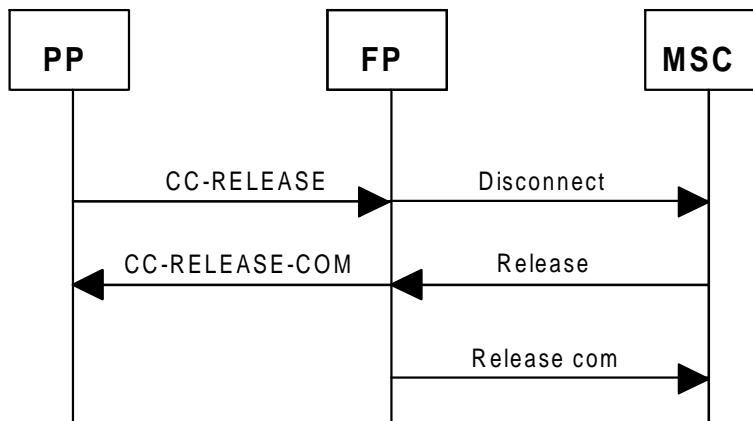 PP
FP
MSC
CC-RELEASE
Disconnect
CC-RELEASE-COM
Release
Release com